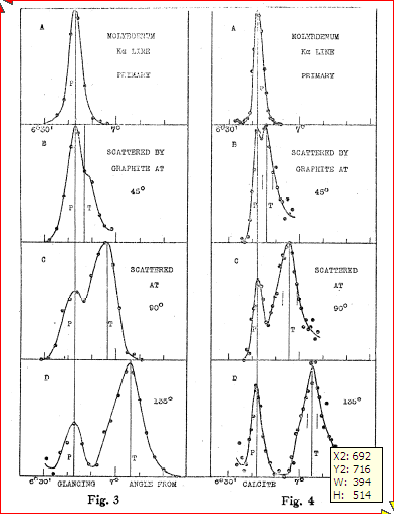 A
MOLYBDENUM
Kα LINE
PRIMARY
P
6°30' 7°
B
SCATTERED BY
GRAPHITE AT
45°
P T
C
SCATTERED
AT
90°
P T
D
135°
P T
6°30' 7°
GLANCING ANGLE FROM
Fig. 3
A
MOLYBDENUM
Kα LINE
PRIMARY
P
6°30' 7°
B
SCATTERED BY
GRAPHITE AT
45°
P T
C
SCATTERED
AT
90°
P T
D
135°
P T
6°30' 7°
CALCITE
Fig. 4
X2: 692
Y2: 716
W: 394
H: 514